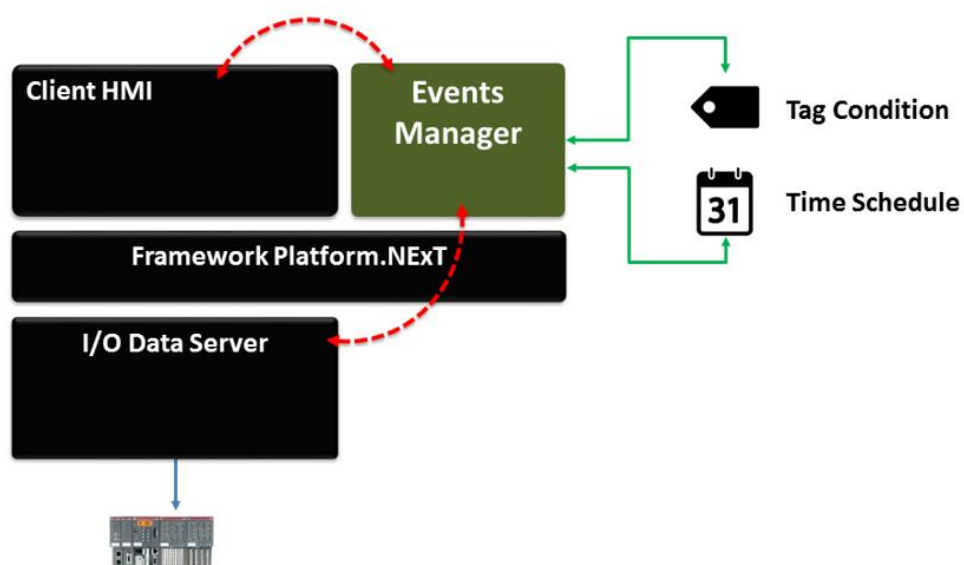 Client HMI
Events
Manager
Tag Condition
31
Time Schedule
Framework Platform.NExT
I/O Data Server